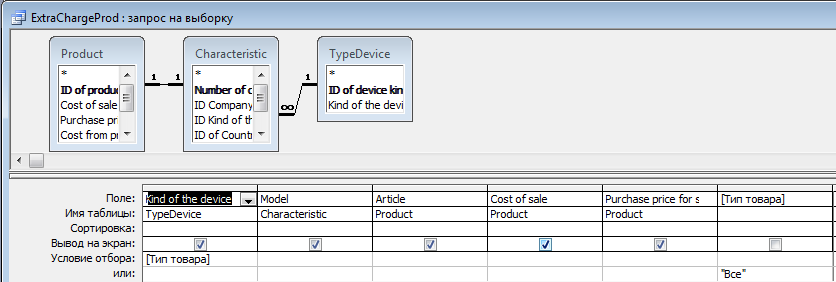 ExtraChargeProd : запрос на выборку
Product
*
ID of produ
Cost of sale
Purchase pr
Cost from pr
1 1
Characteristic
*
Number of c
ID Company
ID Kind of th
ID of Countr
∞ 1
TypeDevice
*
ID of device kin
Kind of the devi
Поле: Kind of the device Model Article Cost of sale Purchase price for s [Тип товара]
Имя таблицы: TypeDevice Characteristic Product Product Product
Сортировка:
Вывод на экран:
Условие отбора: [Тип товара]
или: "Все"